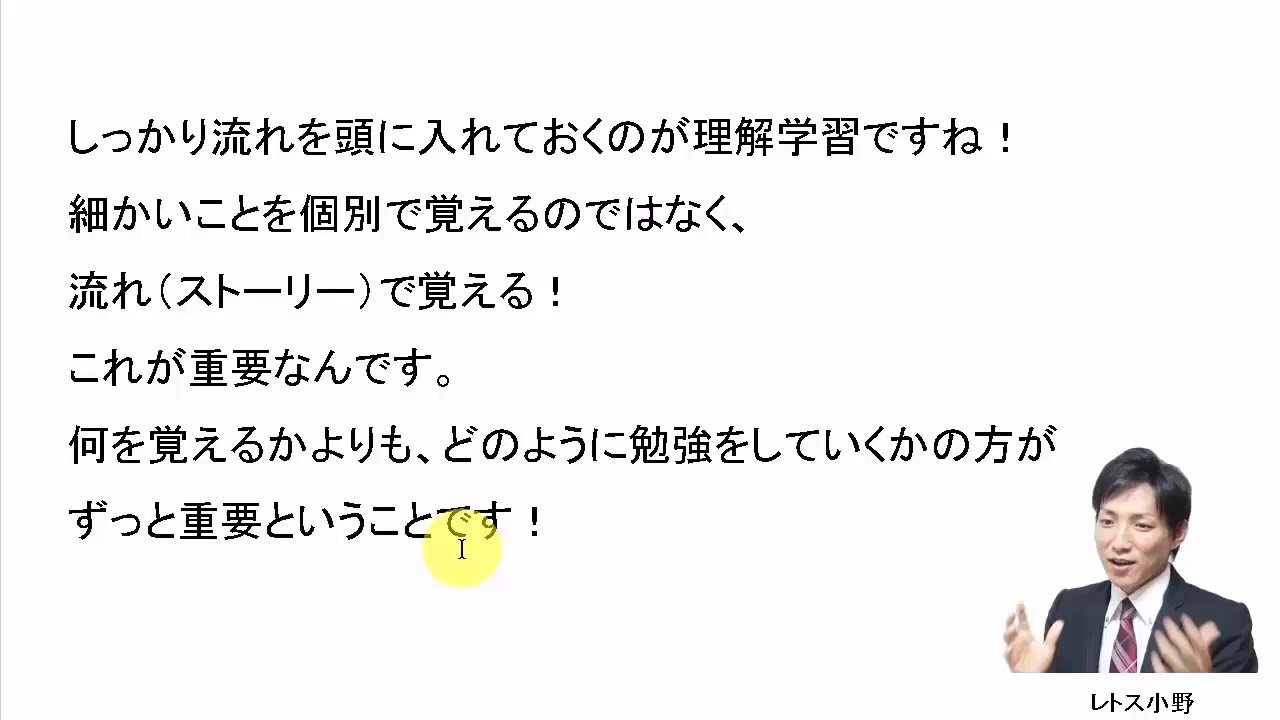 しっかり流れを頭に入れておくのが理解学習ですね！
細かいことを個別で覚えるのではなく、
流れ（ストーリー）で覚える！
これが重要なんです。
何を覚えるかよりも、どのように勉強をしていくかの方が
ずっと重要ということです！
レトス小野